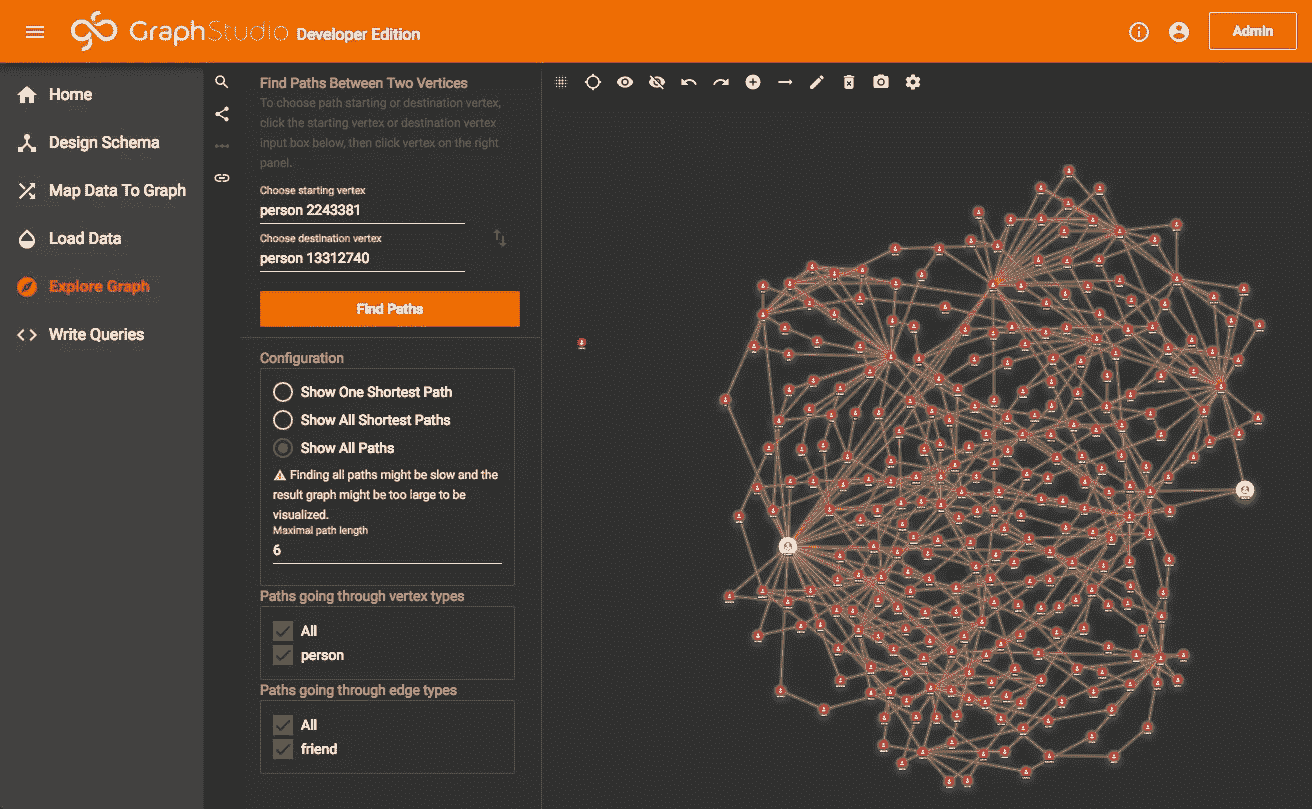 GraphStudio Developer Edition
Admin
Home
Design Schema
Map Data To Graph
Load Data
Explore Graph
Write Queries
Find Paths Between Two Vertices
To choose path starting or destination vertex,
click the starting vertex or destination vertex
input box below, then click vertex on the right
panel.
Choose starting vertex
person 2243381
Choose destination vertex
person 13312740
Find Paths
Configuration
Show One Shortest Path
Show All Shortest Paths
Show All Paths
Finding all paths might be slow and the
result graph might be too large to be
visualized.
Maximal path length
6
Paths going through vertex types
All
person
Paths going through edge types
All
friend